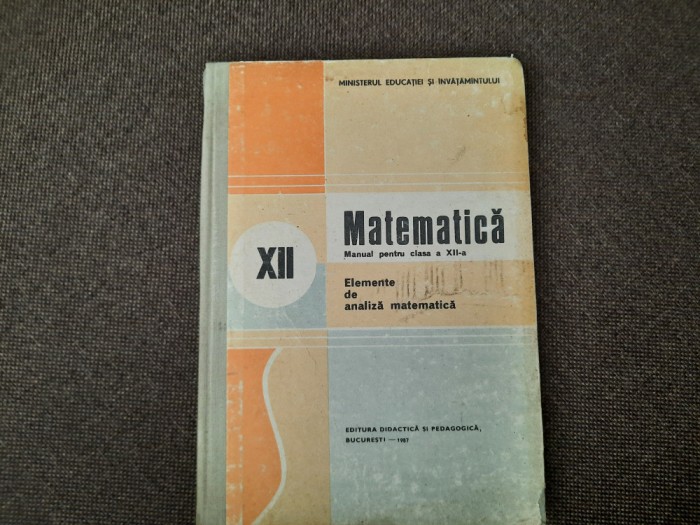 MINISTERUL EDUCAȚIEI ȘI ÎNVĂȚĂMÎNTULUI
XII
Matematică
Manual pentru clasa a XII-a
Elemente
de
analiză matematică
EDITURA DIDACTICĂ ȘI PEDAGOGICĂ,
BUCUREȘTI — 1987